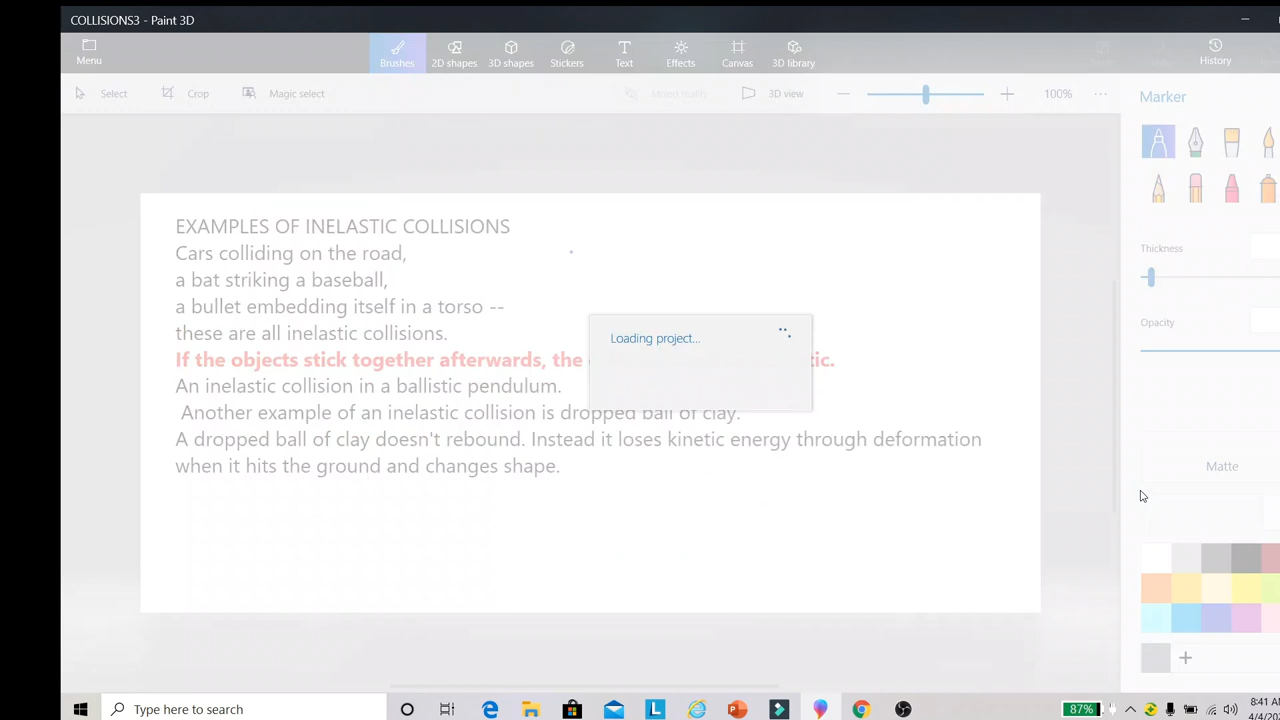 COLLISIONS3 - Paint 3D
Menu
Brushes
2D shapes
3D shapes
Stickers
Text
Effects
Canvas
3D library
History
Select
Crop
Magic select
Mixed reality
3D view
100%
Marker
EXAMPLES OF INELASTIC COLLISIONS
Cars colliding on the road,
a bat striking a baseball,
a bullet embedding itself in a torso --
these are all inelastic collisions.
If the objects stick together afterwards, the tic.
An inelastic collision in a ballistic pendulum.
Another example of an inelastic collision is dropped ball of clay.
A dropped ball of clay doesn't rebound. Instead it loses kinetic energy through deformation
when it hits the ground and changes shape.
Loading project...
Thickness
Opacity
Matte
Type here to search
87%
8:41 A
4/4/